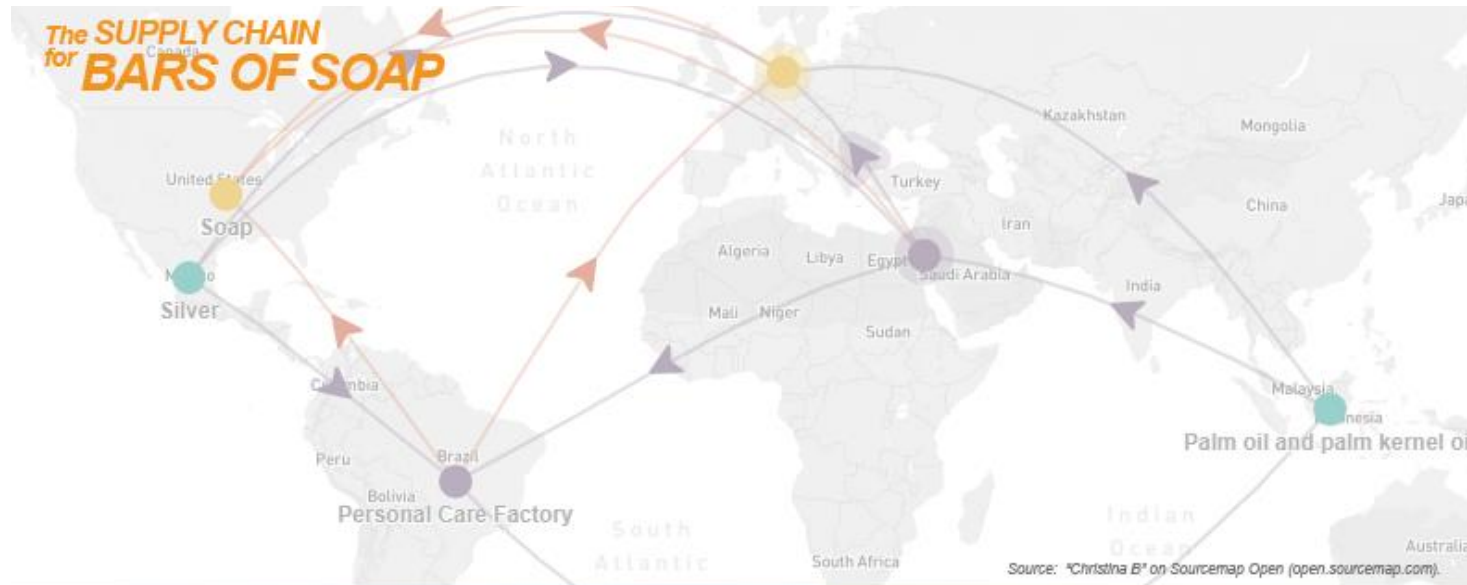 The SUPPLY CHAIN
for BARS OF SOAP
Canada
North
Atlantic
Ocean
Kazakhstan
Mongolia
United States
Turkey
China
Soap
Iran
Algeria
Libya
Egypt
Saudi Arabia
India
Silver
Mali
Niger
Sudan
Malaysia
Palm oil and palm kernel oi
Peru
Brazil
Bolivia
Personal Care Factory
South
Atlantic
Indian
Ocean
South Africa
Australia
Source: "Christina B" on Sourcemap Open (open.sourcemap.com).